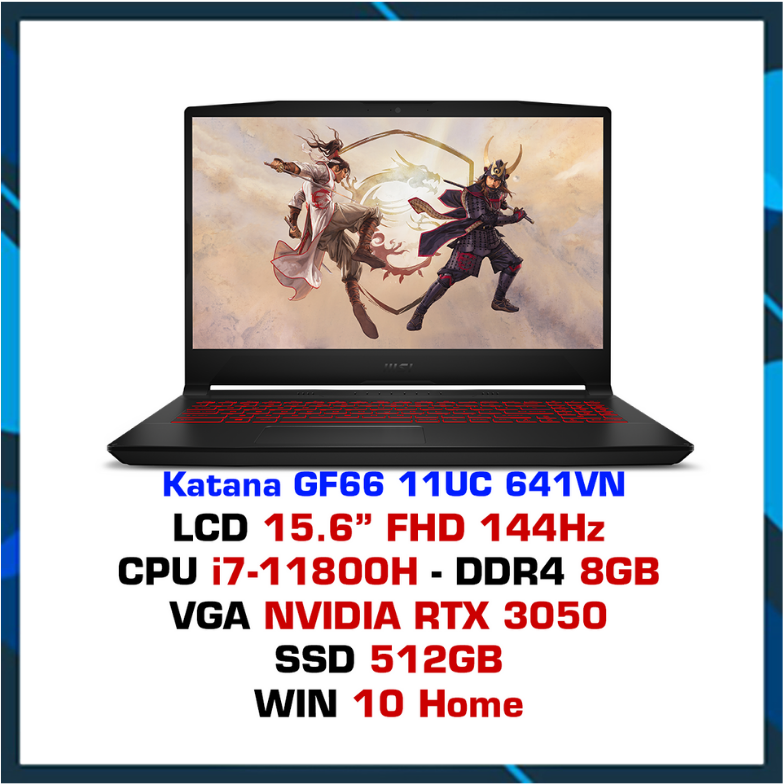 msi
Katana GF66 11UC 641VN
LCD 15.6” FHD 144Hz
CPU i7-11800H - DDR4 8GB
VGA NVIDIA RTX 3050
SSD 512GB
WIN 10 Home